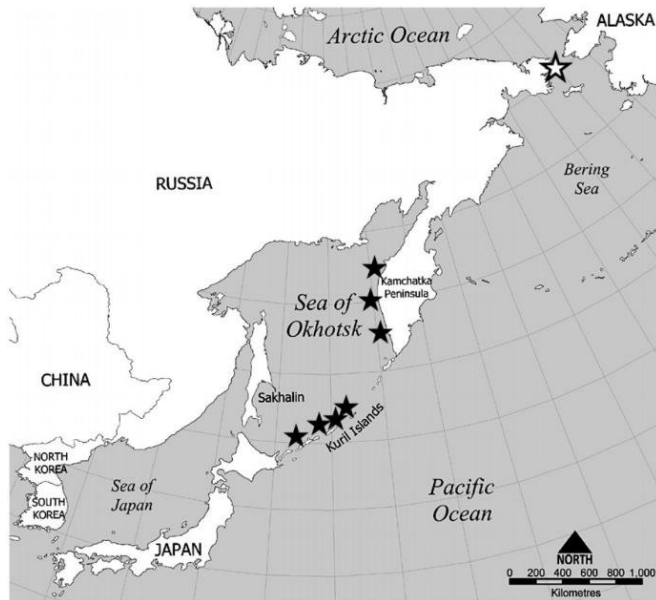 ALASKA
Arctic Ocean
Bering
Sea
RUSSIA
Kamchatka
Peninsula
Sea of
Okhotsk
CHINA
Sakhalin
Kuril Islands
NORTH
KOREA
Sea of
Japan
SOUTH
KOREA
Pacific
Ocean
JAPAN
NORTH
0 200 400 600 800 1,000
Kilometres